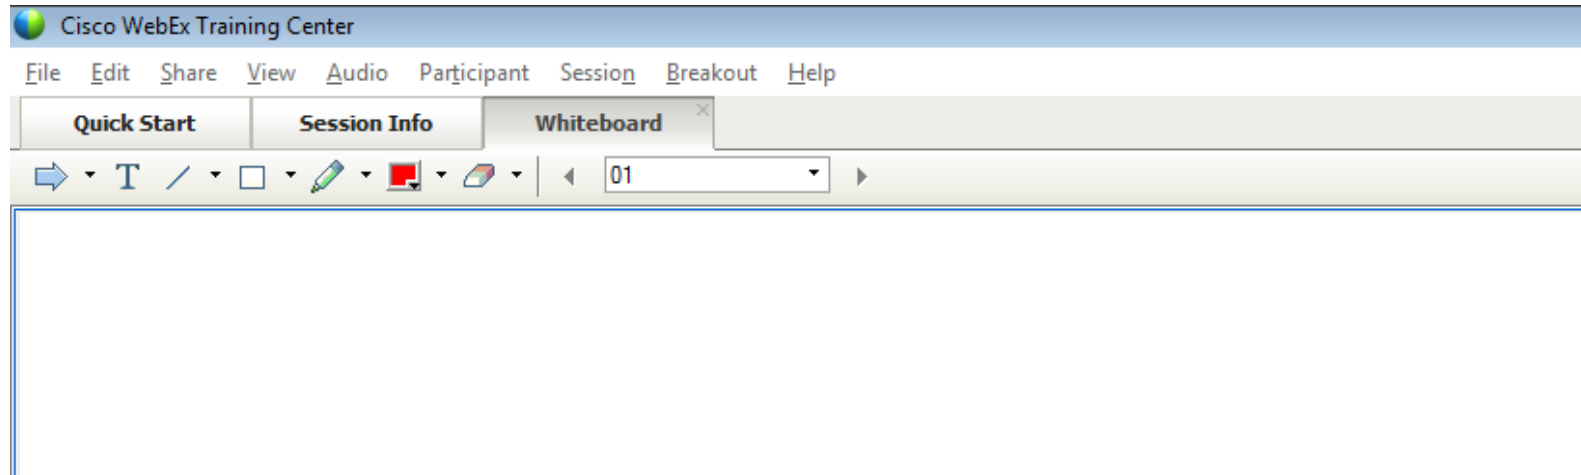 Cisco WebEx Training Center
File Edit Share View Audio Participant Session Breakout Help
Quick Start Session Info Whiteboard
T 01